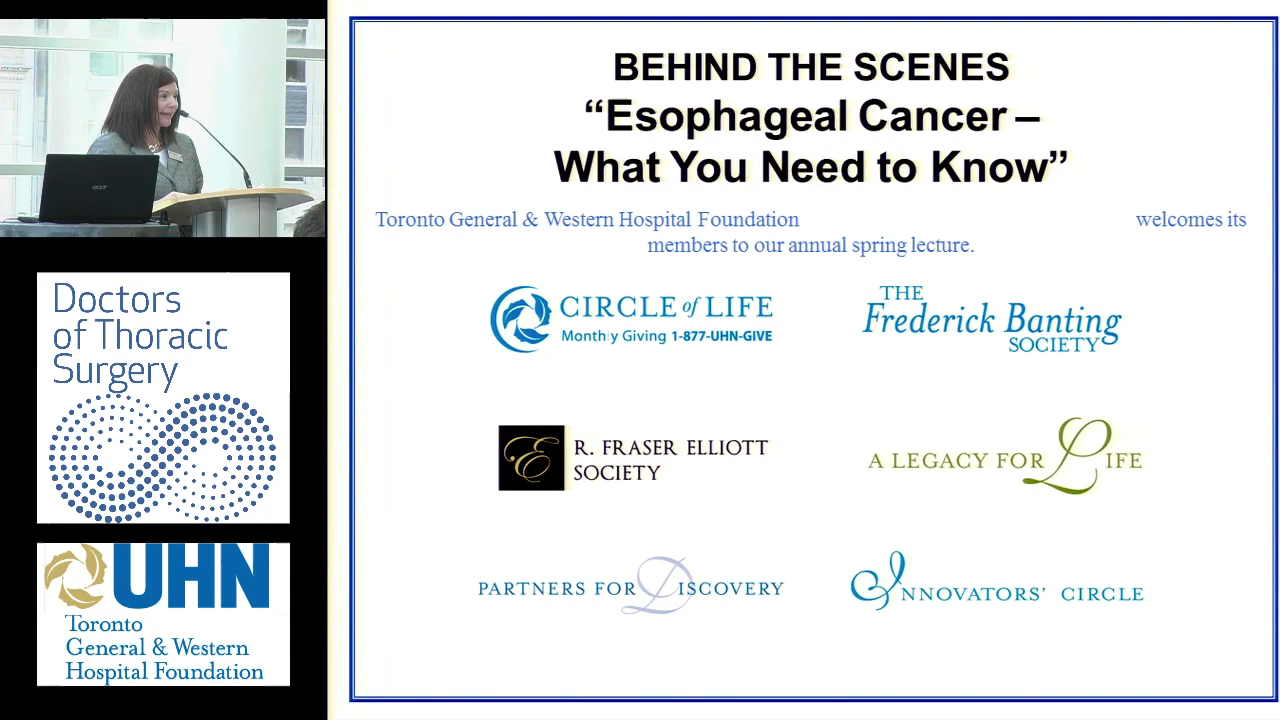 acer
Doctors
of Thoracic
Surgery
UHN
Toronto
General & Western
Hospital Foundation
BEHIND THE SCENES
“Esophageal Cancer –
What You Need to Know”
Toronto General & Western Hospital Foundation welcomes its
members to our annual spring lecture.
CIRCLE of LIFE
Monthly Giving 1-877-UHN-GIVE
THE
Frederick Banting
SOCIETY
E
R. FRASER ELLIOTT
SOCIETY
A LEGACY FOR LIFE
PARTNERS FOR DISCOVERY
INNOVATORS’ CIRCLE